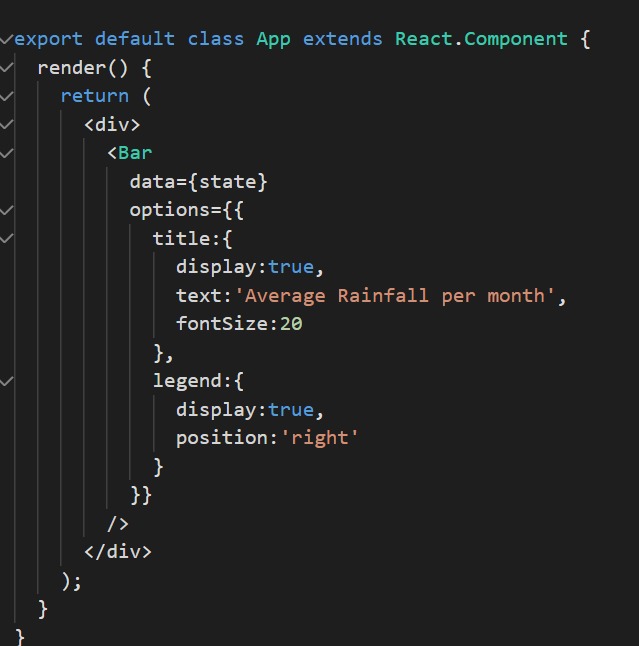 export default class App extends React.Component {
  render() {
    return (
      <div>
        <Bar
          data={state}
          options={{
            title:{
              display:true,
              text:'Average Rainfall per month',
              fontSize:20
            },
            legend:{
              display:true,
              position:'right'
            }
          }}
        />
      </div>
    );
  }
}